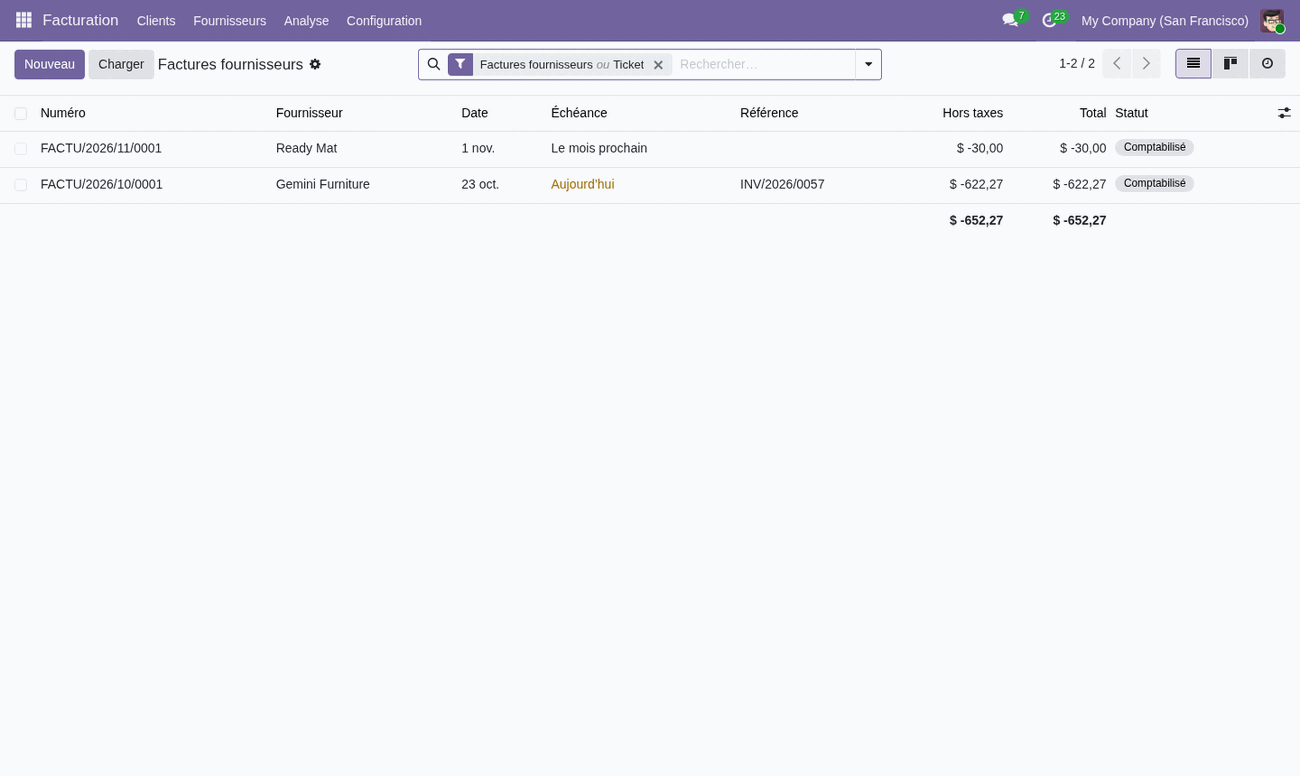 Facturation Clients Fournisseurs Analyse Configuration 7 23 My Company (San Francisco)
Nouveau Charger Factures fournisseurs Factures fournisseurs ou Ticket Rechercher... 1-2 / 2
Numéro Fournisseur Date Échéance Référence Hors taxes Total Statut
FACTU/2026/11/0001 Ready Mat 1 nov. Le mois prochain $ -30,00 $ -30,00 Comptabilisé
FACTU/2026/10/0001 Gemini Furniture 23 oct. Aujourd'hui INV/2026/0057 $ -622,27 $ -622,27 Comptabilisé
$ -652,27 $ -652,27